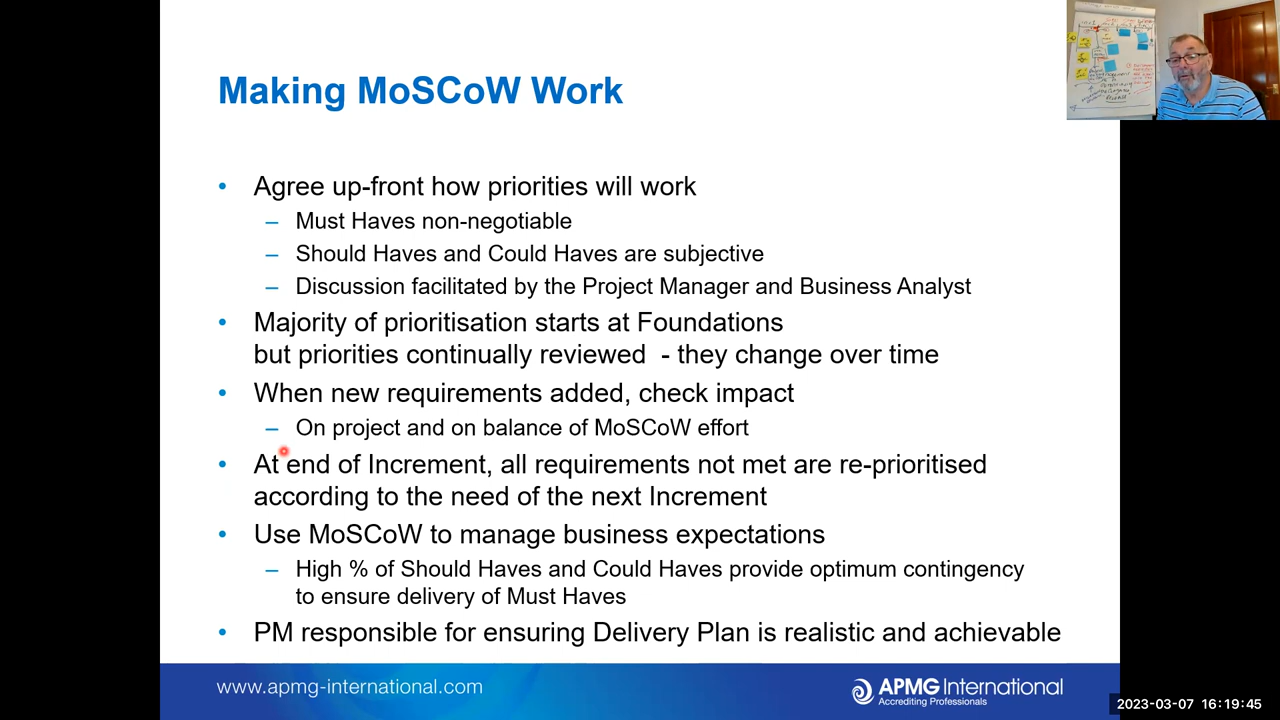 Making MoSCoW Work
• Agree up-front how priorities will work
– Must Haves non-negotiable
– Should Haves and Could Haves are subjective
– Discussion facilitated by the Project Manager and Business Analyst
• Majority of prioritisation starts at Foundations
but priorities continually reviewed - they change over time
• When new requirements added, check impact
– On project and on balance of MoSCoW effort
• At end of Increment, all requirements not met are re-prioritised
according to the need of the next Increment
• Use MoSCoW to manage business expectations
– High % of Should Haves and Could Haves provide optimum contingency
to ensure delivery of Must Haves
• PM responsible for ensuring Delivery Plan is realistic and achievable
www.apmg-international.com
APMG International
Accrediting Professionals
2023-03-07 16:19:45